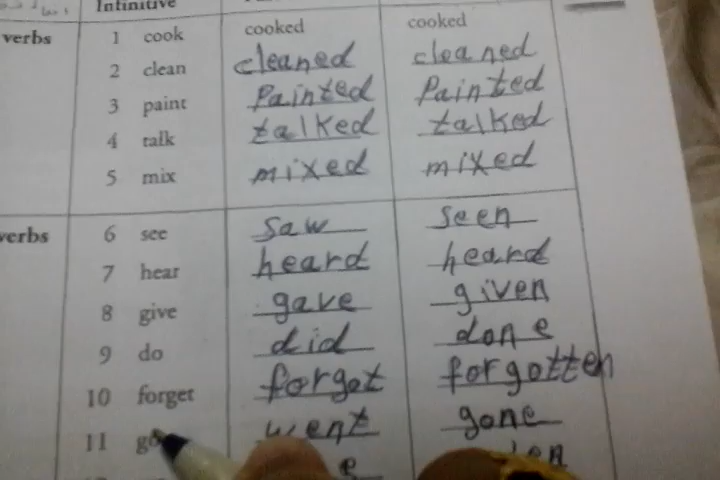 Infinitive
verbs 1 cook cooked cooked
2 clean cleaned cleaned
3 paint Painted Painted
4 talk talked talked
5 mix mixed mixed
verbs 6 see saw seen
7 hear heard heard
8 give gave given
9 do did done
10 forget forgot forgotten
11 go went gone